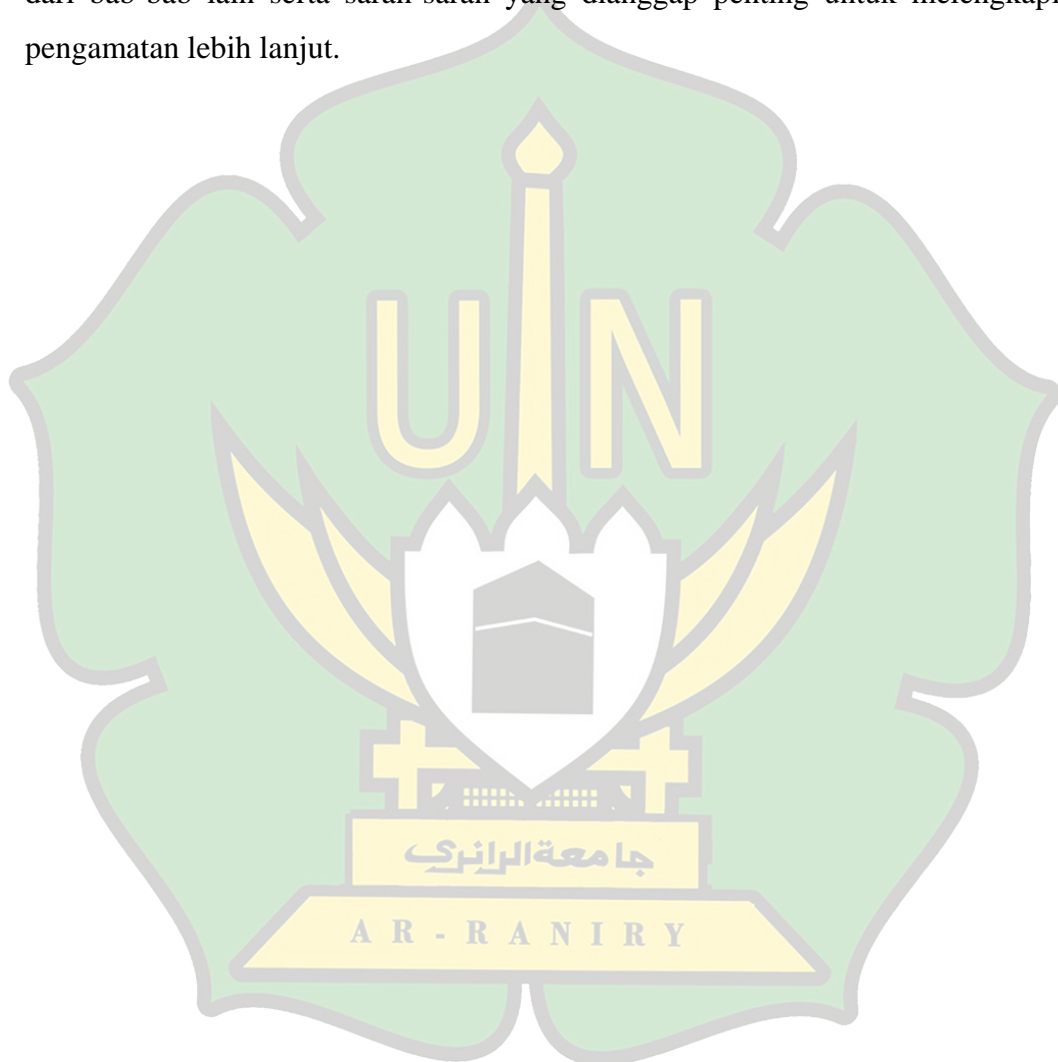 dari bab-bab lain serta saran-saran yang dianggap penting untuk melengkapi
pengamatan lebih lanjut.
UIN
جامعة الرانري
AR-RANIRY